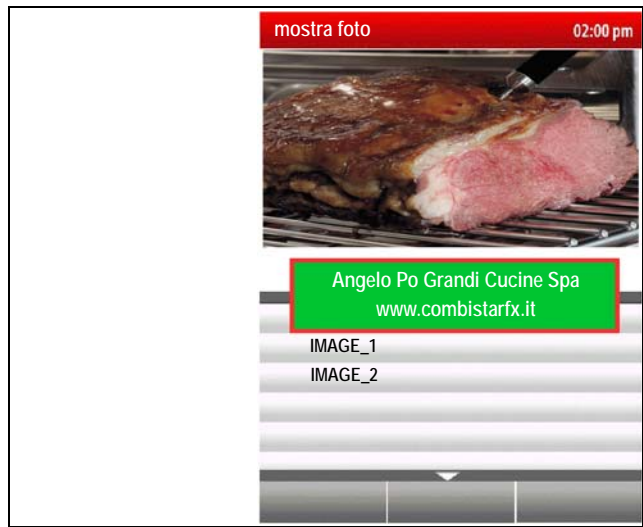 mostra foto 02:00 pm
Angelo Po Grandi Cucine Spa
www.combistarfx.it
IMAGE_1
IMAGE_2